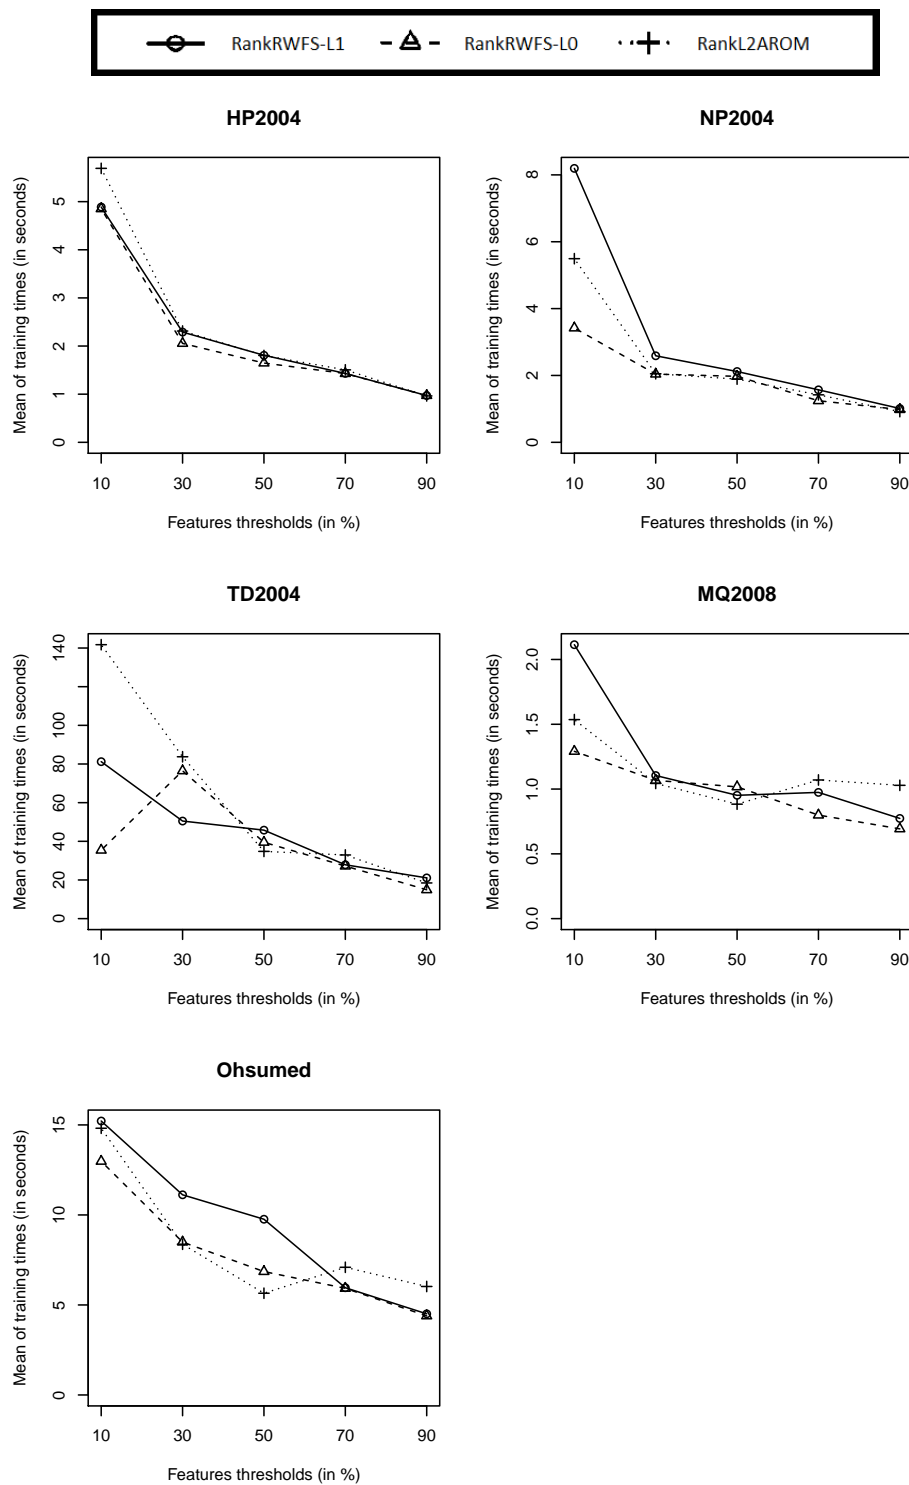 RankRWFS-L1 RankRWFS-L0 RankL2AROM
HP2004
Mean of training times (in seconds)
5
4
3
2
1
0
10 30 50 70 90
Features thresholds (in %)
NP2004
Mean of training times (in seconds)
8
6
4
2
0
10 30 50 70 90
Features thresholds (in %)
TD2004
Mean of training times (in seconds)
140
100
80
60
40
20
0
10 30 50 70 90
Features thresholds (in %)
MQ2008
Mean of training times (in seconds)
2.0
1.5
1.0
0.5
0.0
10 30 50 70 90
Features thresholds (in %)
Ohsumed
Mean of training times (in seconds)
15
10
5
0
10 30 50 70 90
Features thresholds (in %)